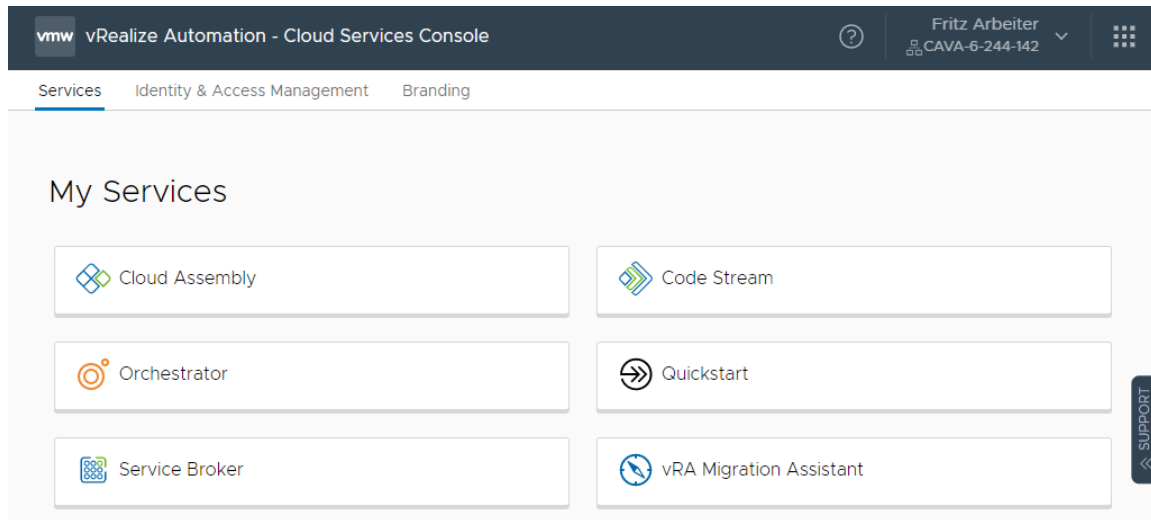 vmw vRealize Automation - Cloud Services Console
Fritz Arbeiter
CAVA-6-244-142
Services Identity & Access Management Branding
My Services
Cloud Assembly
Code Stream
Orchestrator
Quickstart
Service Broker
vRA Migration Assistant
SUPPORT